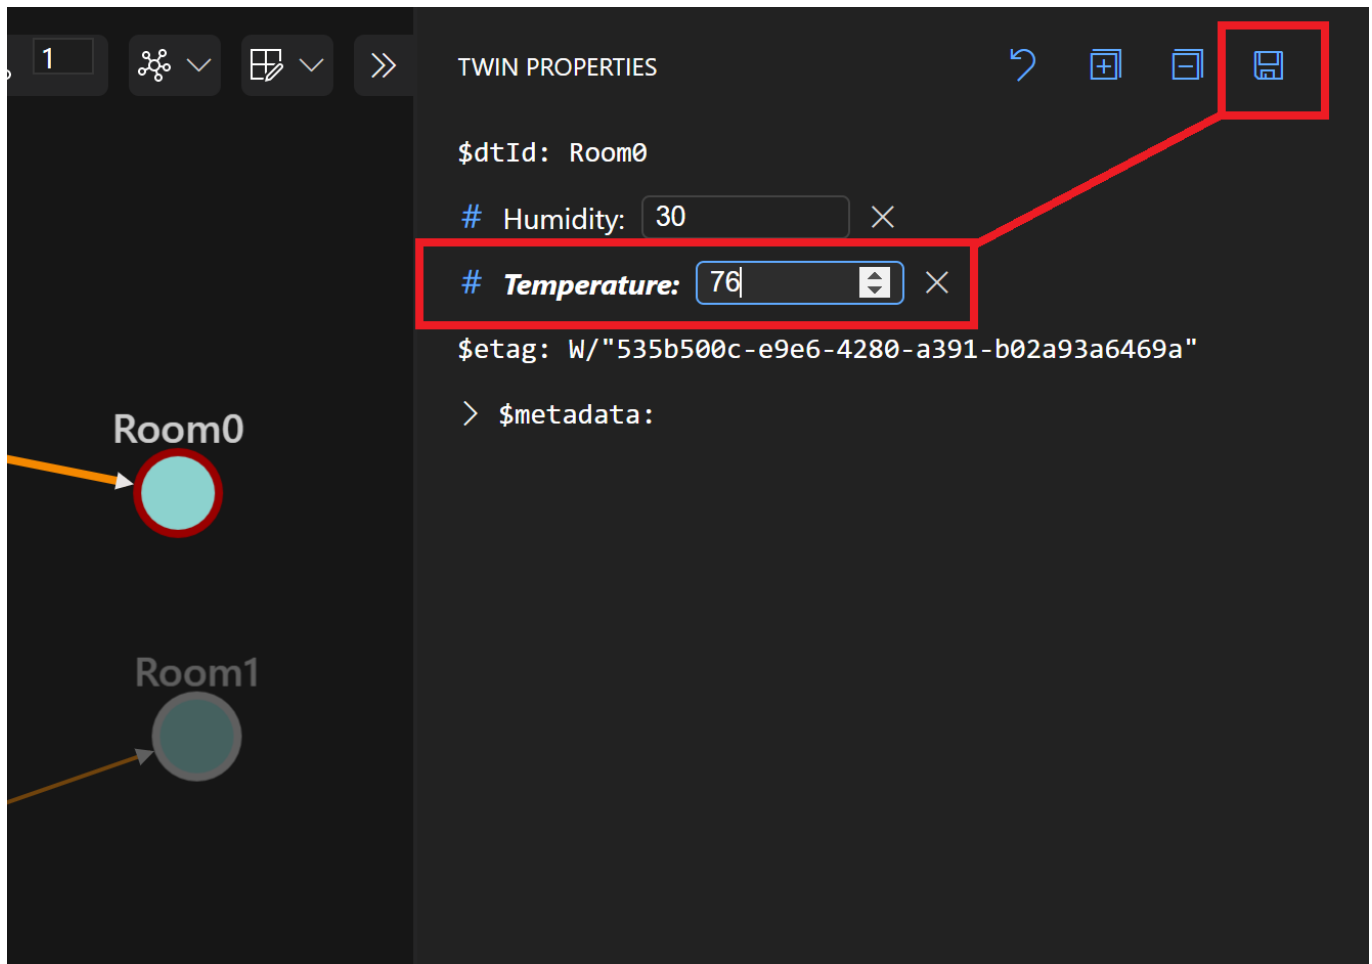 1
TWIN PROPERTIES
$dtId: Room0
# Humidity: 30
# Temperature: 76
$etag: W/"535b500c-e9e6-4280-a391-b02a93a6469a"
$metadata:
Room0
Room1